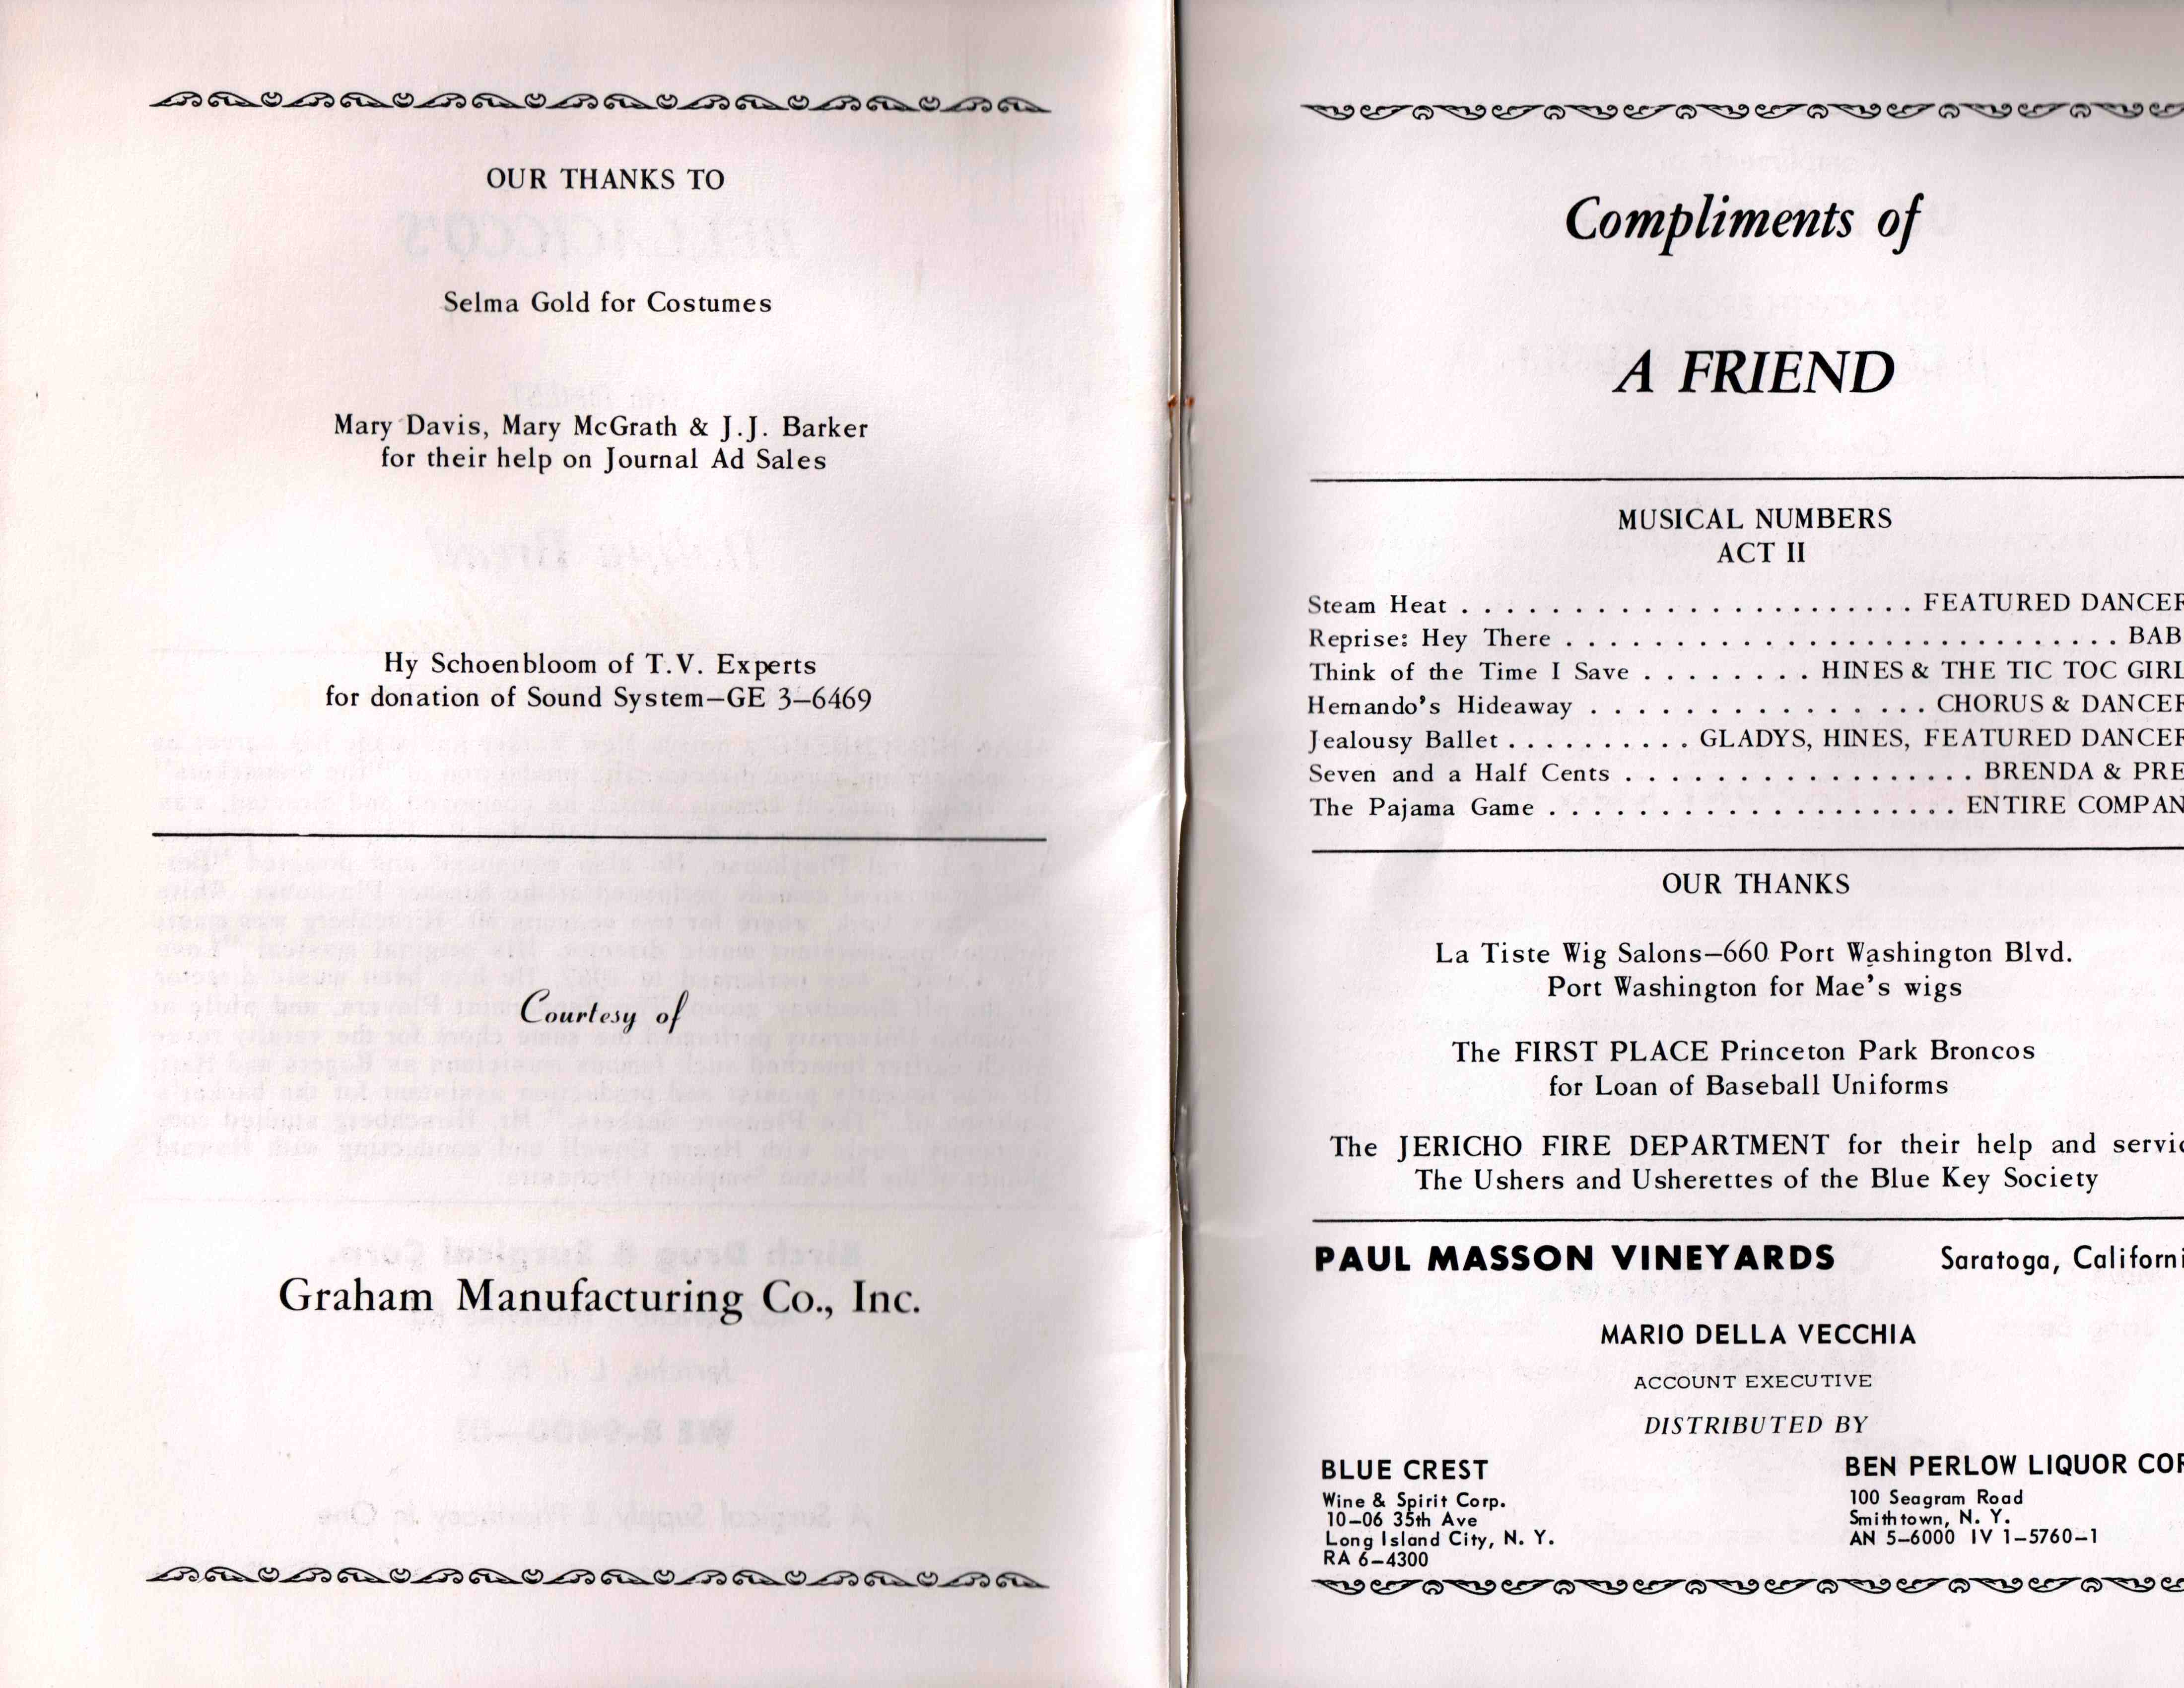 OUR THANKS TO
Selma Gold for Costumes
Mary Davis, Mary McGrath & J.J. Barker
for their help on Journal Ad Sales
Hy Schoenbloom of T.V. Experts
for donation of Sound System—GE 3—6469
Courtesy of
Graham Manufacturing Co., Inc.
Compliments of
A FRIEND
MUSICAL NUMBERS
ACT II
Steam Heat . . . . . . . . . . . . . . . . . . . . FEATURED DANCER
Reprise: Hey There . . . . . . . . . . . . . . . . . . . . . . . . . BAB
Think of the Time I Save . . . . . . . . HINES & THE TIC TOC GIRL
Hernando's Hideaway . . . . . . . . . . . . . . . CHORUS & DANCER
Jealousy Ballet . . . . . . . . . . GLADYS, HINES, FEATURED DANCER
Seven and a Half Cents . . . . . . . . . . . . . . . . BRENDA & PRE
The Pajama Game . . . . . . . . . . . . . . . . . . . ENTIRE COMPAN
OUR THANKS
La Tiste Wig Salons—660 Port Washington Blvd.
Port Washington for Mae's wigs
The FIRST PLACE Princeton Park Broncos
for Loan of Baseball Uniforms
The JERICHO FIRE DEPARTMENT for their help and servic
The Ushers and Usherettes of the Blue Key Society
PAUL MASSON VINEYARDS Saratoga, Californi
MARIO DELLA VECCHIA
ACCOUNT EXECUTIVE
DISTRIBUTED BY
BLUE CREST
Wine & Spirit Corp.
10—06 35th Ave
Long Island City, N. Y.
RA 6—4300
BEN PERLOW LIQUOR COR
100 Seagram Road
Smithtown, N. Y.
AN 5—6000 IV 1—5760—1